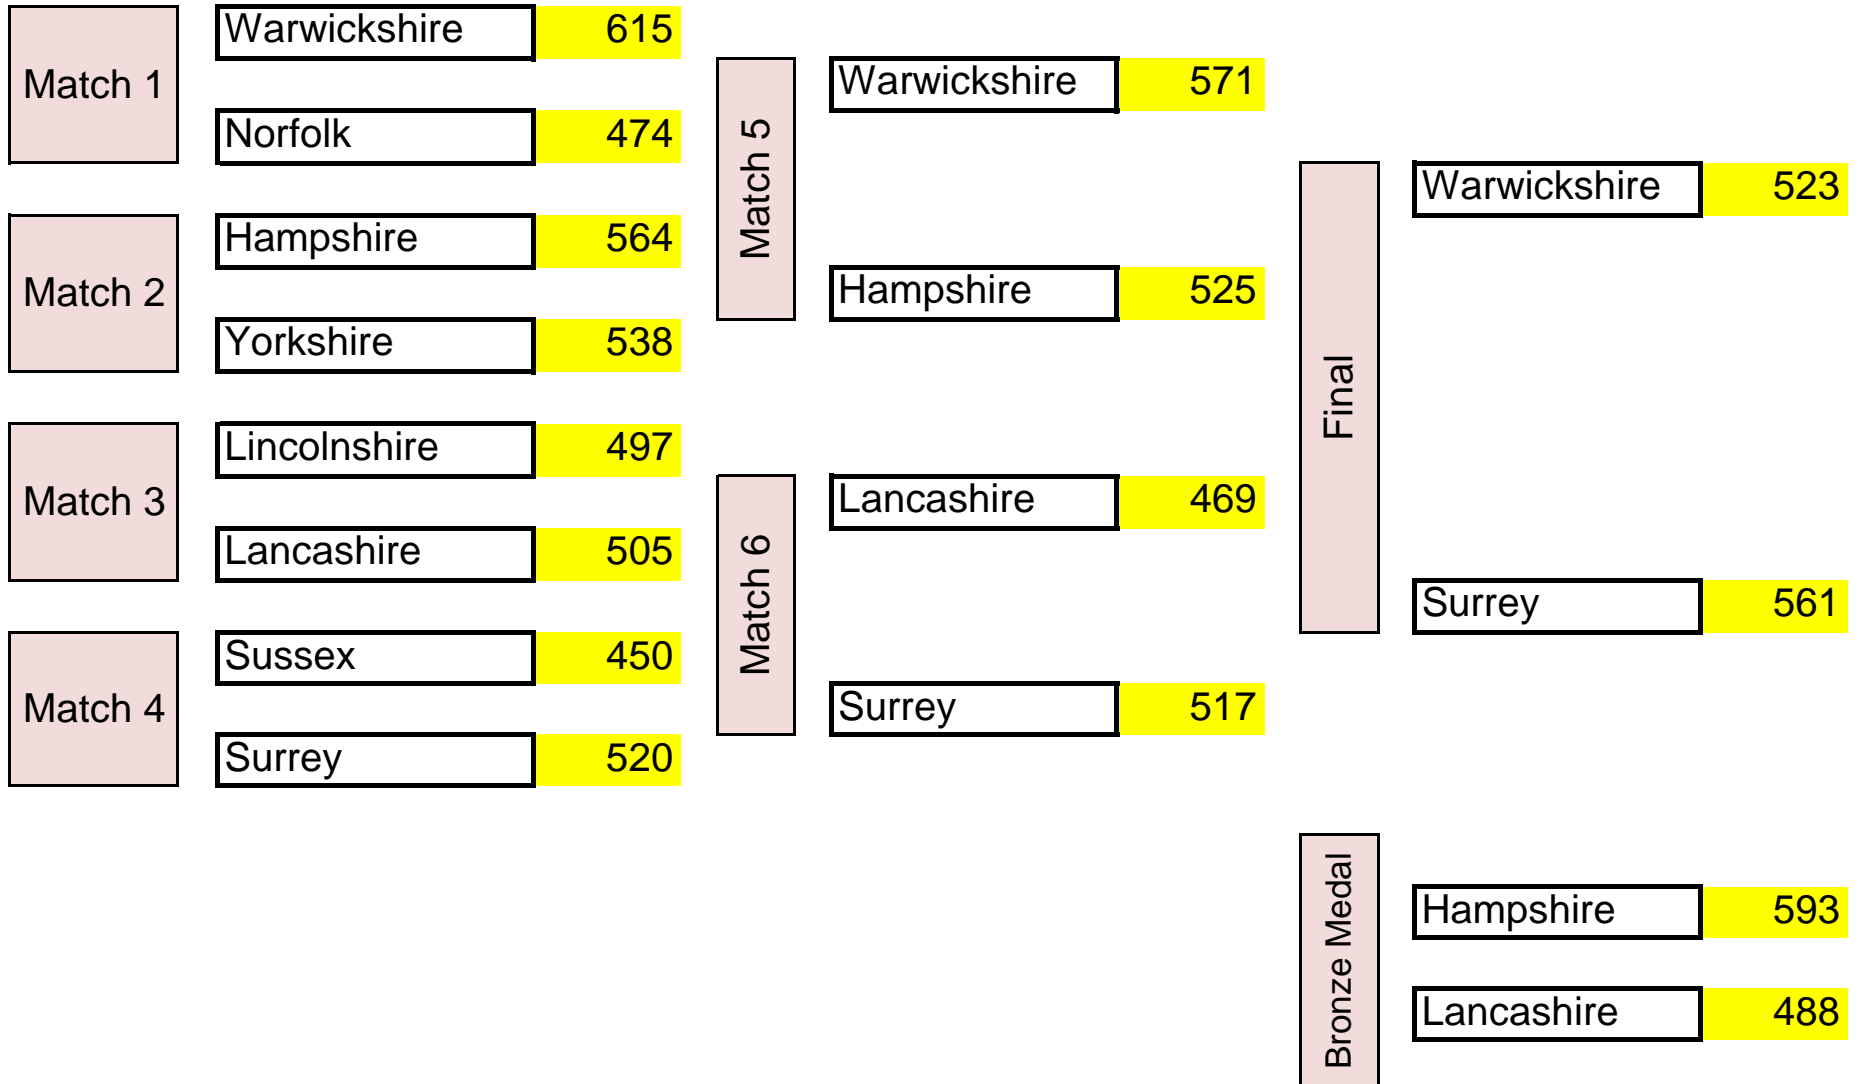 Match 1
Warwickshire 615
Norfolk 474
Match 2
Hampshire 564
Yorkshire 538
Match 3
Lincolnshire 497
Lancashire 505
Match 4
Sussex 450
Surrey 520
Match 5
Warwickshire 571
Hampshire 525
Match 6
Lancashire 469
Surrey 517
Final
Warwickshire 523
Surrey 561
Bronze Medal
Hampshire 593
Lancashire 488